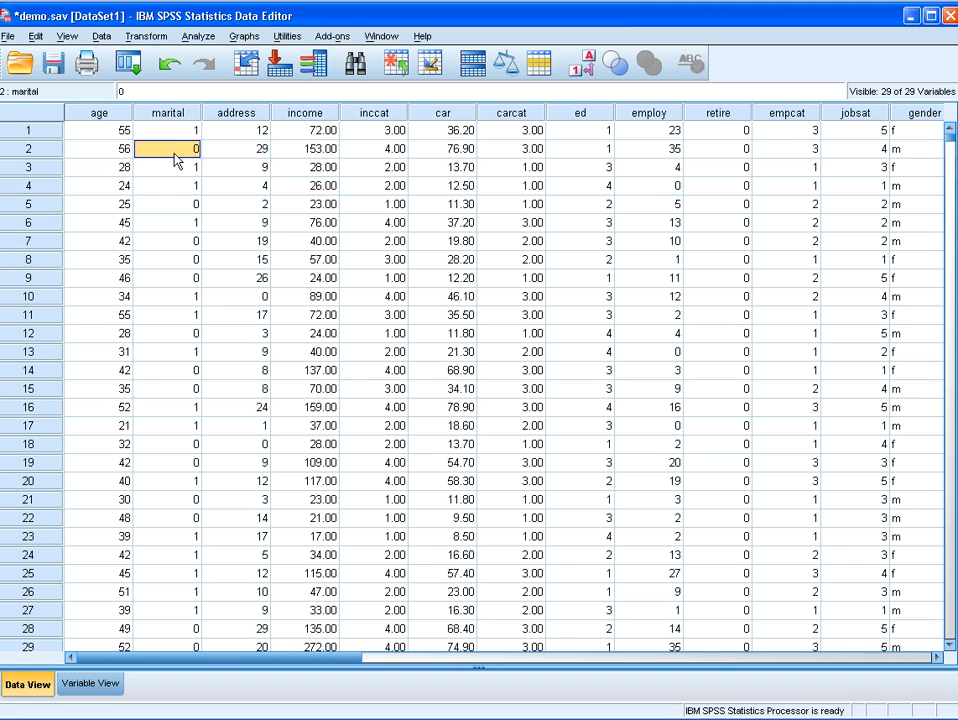 *demo.sav [DataSet1] - IBM SPSS Statistics Data Editor
File Edit View Data Transform Analyze Graphs Utilities Add-ons Window Help
2 : marital 0 Visible: 29 of 29 Variables
age marital address income inccat car carcat ed employ retire empcat jobsat gender
1 55 1 12 72.00 3.00 36.20 3.00 1 23 0 3 5 f
2 56 0 29 153.00 4.00 76.90 3.00 1 35 0 3 4 m
3 28 1 9 28.00 2.00 13.70 1.00 3 4 0 1 3 f
4 24 1 4 26.00 2.00 12.50 1.00 4 0 0 1 1 m
5 25 0 2 23.00 1.00 11.30 1.00 2 5 0 2 2 m
6 45 1 9 76.00 4.00 37.20 3.00 3 13 0 2 2 m
7 42 0 19 40.00 2.00 19.80 2.00 3 10 0 2 2 m
8 35 0 15 57.00 3.00 28.20 2.00 2 1 0 1 1 f
9 46 0 26 24.00 1.00 12.20 1.00 1 11 0 2 5 f
10 34 1 0 89.00 4.00 46.10 3.00 3 12 0 2 4 m
11 55 1 17 72.00 3.00 35.50 3.00 3 2 0 1 3 f
12 28 0 3 24.00 1.00 11.80 1.00 4 4 0 1 5 m
13 31 1 9 40.00 2.00 21.30 2.00 4 0 0 1 2 f
14 42 0 8 137.00 4.00 68.90 3.00 3 3 0 1 1 f
15 35 0 8 70.00 3.00 34.10 3.00 3 9 0 2 4 m
16 52 1 24 159.00 4.00 78.90 3.00 4 16 0 3 5 m
17 21 1 1 37.00 2.00 18.60 2.00 3 0 0 1 1 m
18 32 0 0 28.00 2.00 13.70 1.00 1 2 0 1 4 f
19 42 0 9 109.00 4.00 54.70 3.00 3 20 0 3 3 f
20 40 1 12 117.00 4.00 58.30 3.00 2 19 0 3 5 f
21 30 0 3 23.00 1.00 11.80 1.00 1 3 0 1 3 m
22 48 0 14 21.00 1.00 9.50 1.00 3 2 0 1 3 m
23 39 1 17 17.00 1.00 8.50 1.00 4 2 0 1 3 m
24 42 1 5 34.00 2.00 16.60 2.00 2 13 0 2 3 f
25 45 1 12 115.00 4.00 57.40 3.00 1 27 0 3 4 f
26 51 1 10 47.00 2.00 23.00 2.00 1 9 0 2 3 m
27 39 1 9 33.00 2.00 16.30 2.00 3 1 0 1 1 m
28 49 0 29 135.00 4.00 68.40 3.00 2 14 0 2 5 f
29 52 0 20 272.00 4.00 74.90 3.00 1 35 0 3 5 m
Data View Variable View
IBM SPSS Statistics Processor is ready